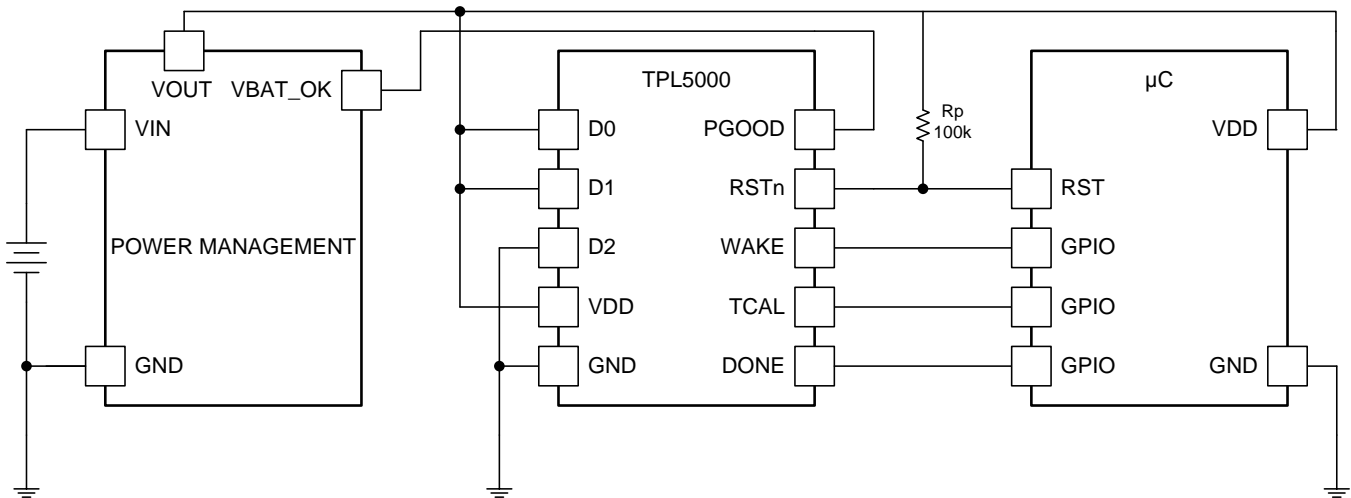 VOUT
VBAT_OK
VIN
POWER MANAGEMENT
GND
TPL5000
D0
D1
D2
VDD
GND
PGOOD
RSTn
WAKE
TCAL
DONE
Rp
100k
µC
VDD
RST
GPIO
GPIO
GPIO
GND